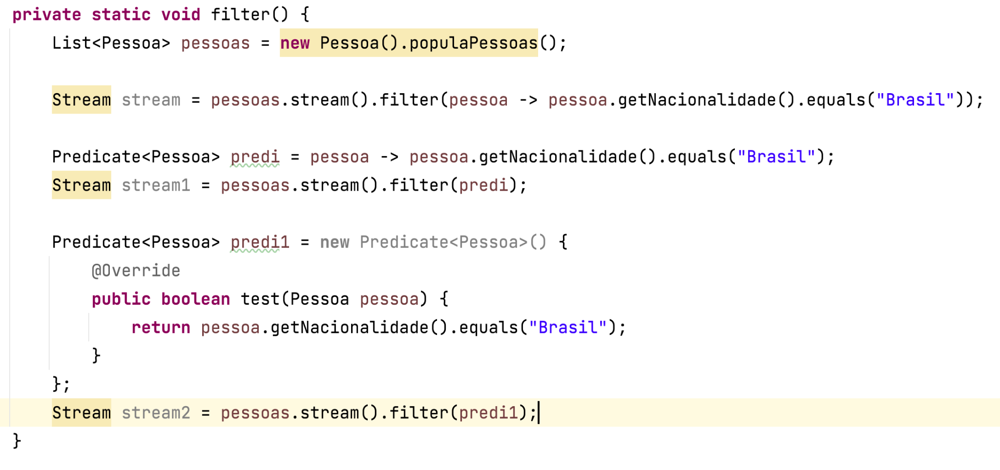 private static void filter() {
List<Pessoa> pessoas = new Pessoa().populaPessoas();
Stream stream = pessoas.stream().filter(pessoa -> pessoa.getNacionalidade().equals("Brasil"));
Predicate<Pessoa> predi = pessoa -> pessoa.getNacionalidade().equals("Brasil");
Stream stream1 = pessoas.stream().filter(predi);
Predicate<Pessoa> predi1 = new Predicate<Pessoa>() {
@Override
public boolean test(Pessoa pessoa) {
return pessoa.getNacionalidade().equals("Brasil");
}
};
Stream stream2 = pessoas.stream().filter(predi1);
}